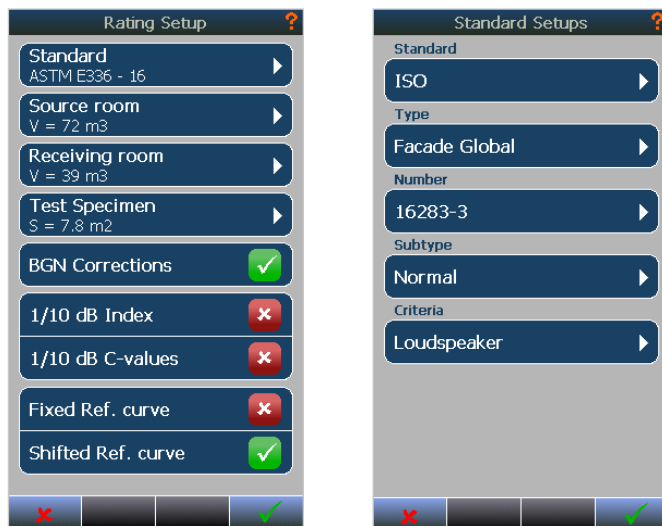 Rating Setup
?
Standard
ASTM E336 - 16
Source room
V = 72 m3
Receiving room
V = 39 m3
Test Specimen
S = 7.8 m2
BGN Corrections
1/10 dB Index
1/10 dB C-values
Fixed Ref. curve
Shifted Ref. curve
Standard Setups
?
Standard
ISO
Type
Facade Global
Number
16283-3
Subtype
Normal
Criteria
Loudspeaker